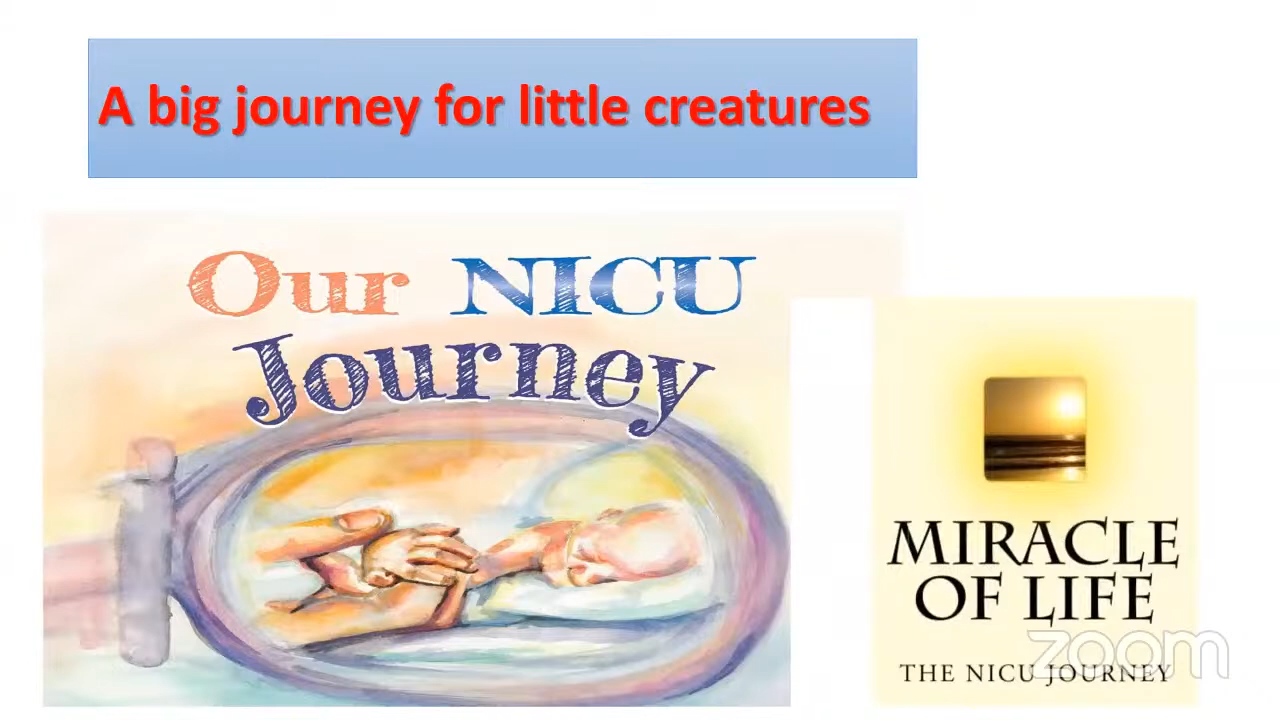 A big journey for little creatures
Our NICU
Journey
MIRACLE
OF LIFE
zoom
THE NICU JOURNEY